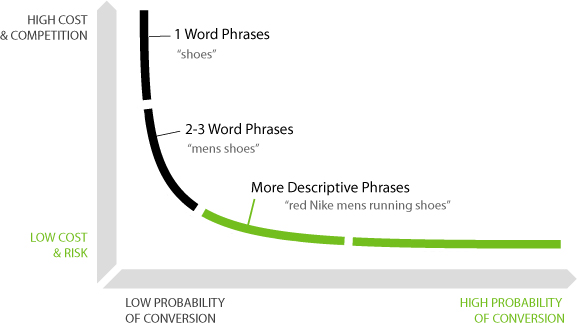 HIGH COST
& COMPETITION
1 Word Phrases
“shoes”
2-3 Word Phrases
“mens shoes”
More Descriptive Phrases
“red Nike mens running shoes”
LOW COST
& RISK
LOW PROBABILITY
OF CONVERSION
HIGH PROBABILITY
OF CONVERSION